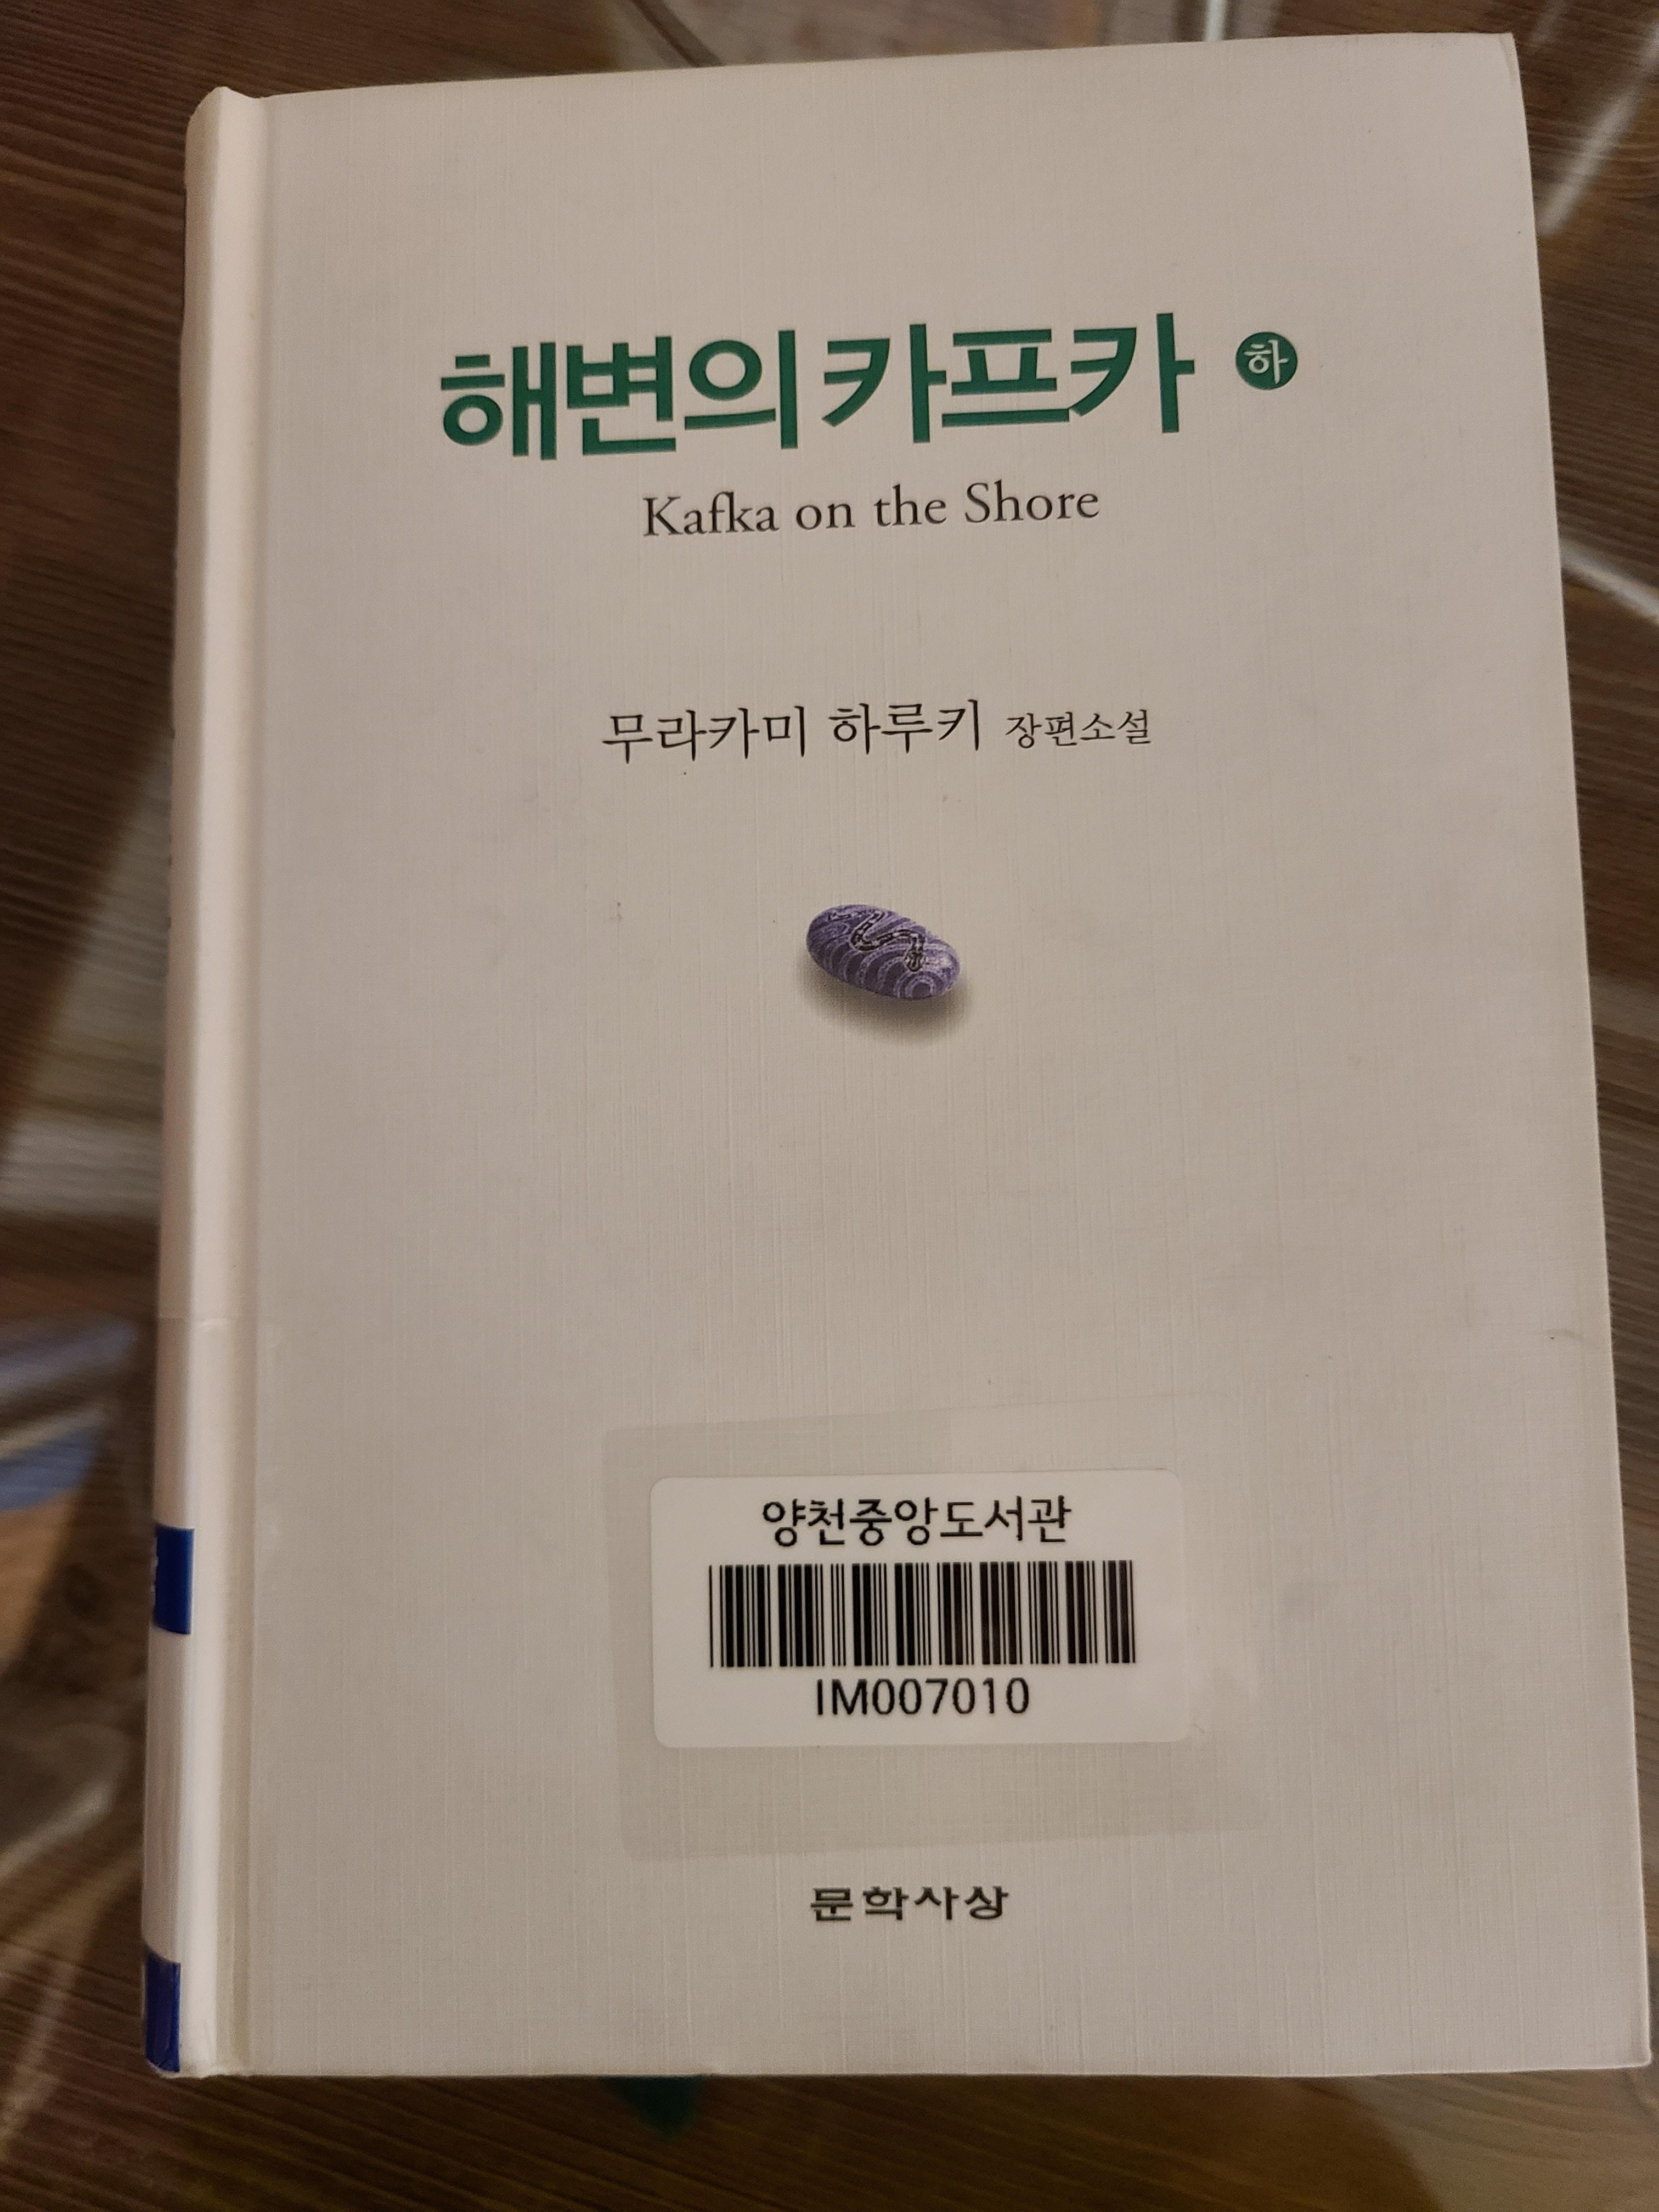 해변의 카프카 하
Kafka on the Shore
무라카미 하루키 장편소설
양천중앙도서관
IM007010
문학사상